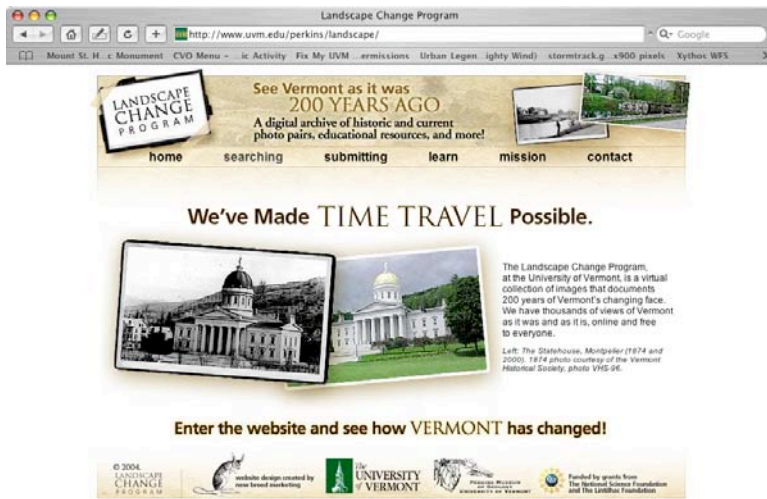 Landscape Change Program
http://www.uvm.edu/perkins/landscape/
Google
Mount St. H...c Monument CVO Menu - ...ic Activity Fix My UVM ...ermissions Urban Legen...ighty Wind) stormtrack.g...x900 pixels Xythos WFS
LANDSCAPE
CHANGE
PROGRAM
See Vermont as it was
200 YEARS AGO
A digital archive of historic and current
photo pairs, educational resources, and more!
home searching submitting learn mission contact
We've Made TIME TRAVEL Possible.
The Landscape Change Program,
at the University of Vermont, is a virtual
collection of images that documents
200 years of Vermont's changing face.
We have thousands of views of Vermont
as it was and as it is, online and free
to everyone.
Left: The Statehouse, Montpelier (1874 and
2000). 1874 photo courtesy of the Vermont
Historical Society, photo VHS-96.
Enter the website and see how VERMONT has changed!
© 2004.
LANDSCAPE
CHANGE
PROGRAM
website design created by
new breed marketing
The
UNIVERSITY
of VERMONT
PERKINS MUSEUM
OF GEOLOGY
UNIVERSITY OF VERMONT
Funded by grants from
The National Science Foundation
and The Lintilhac Foundation